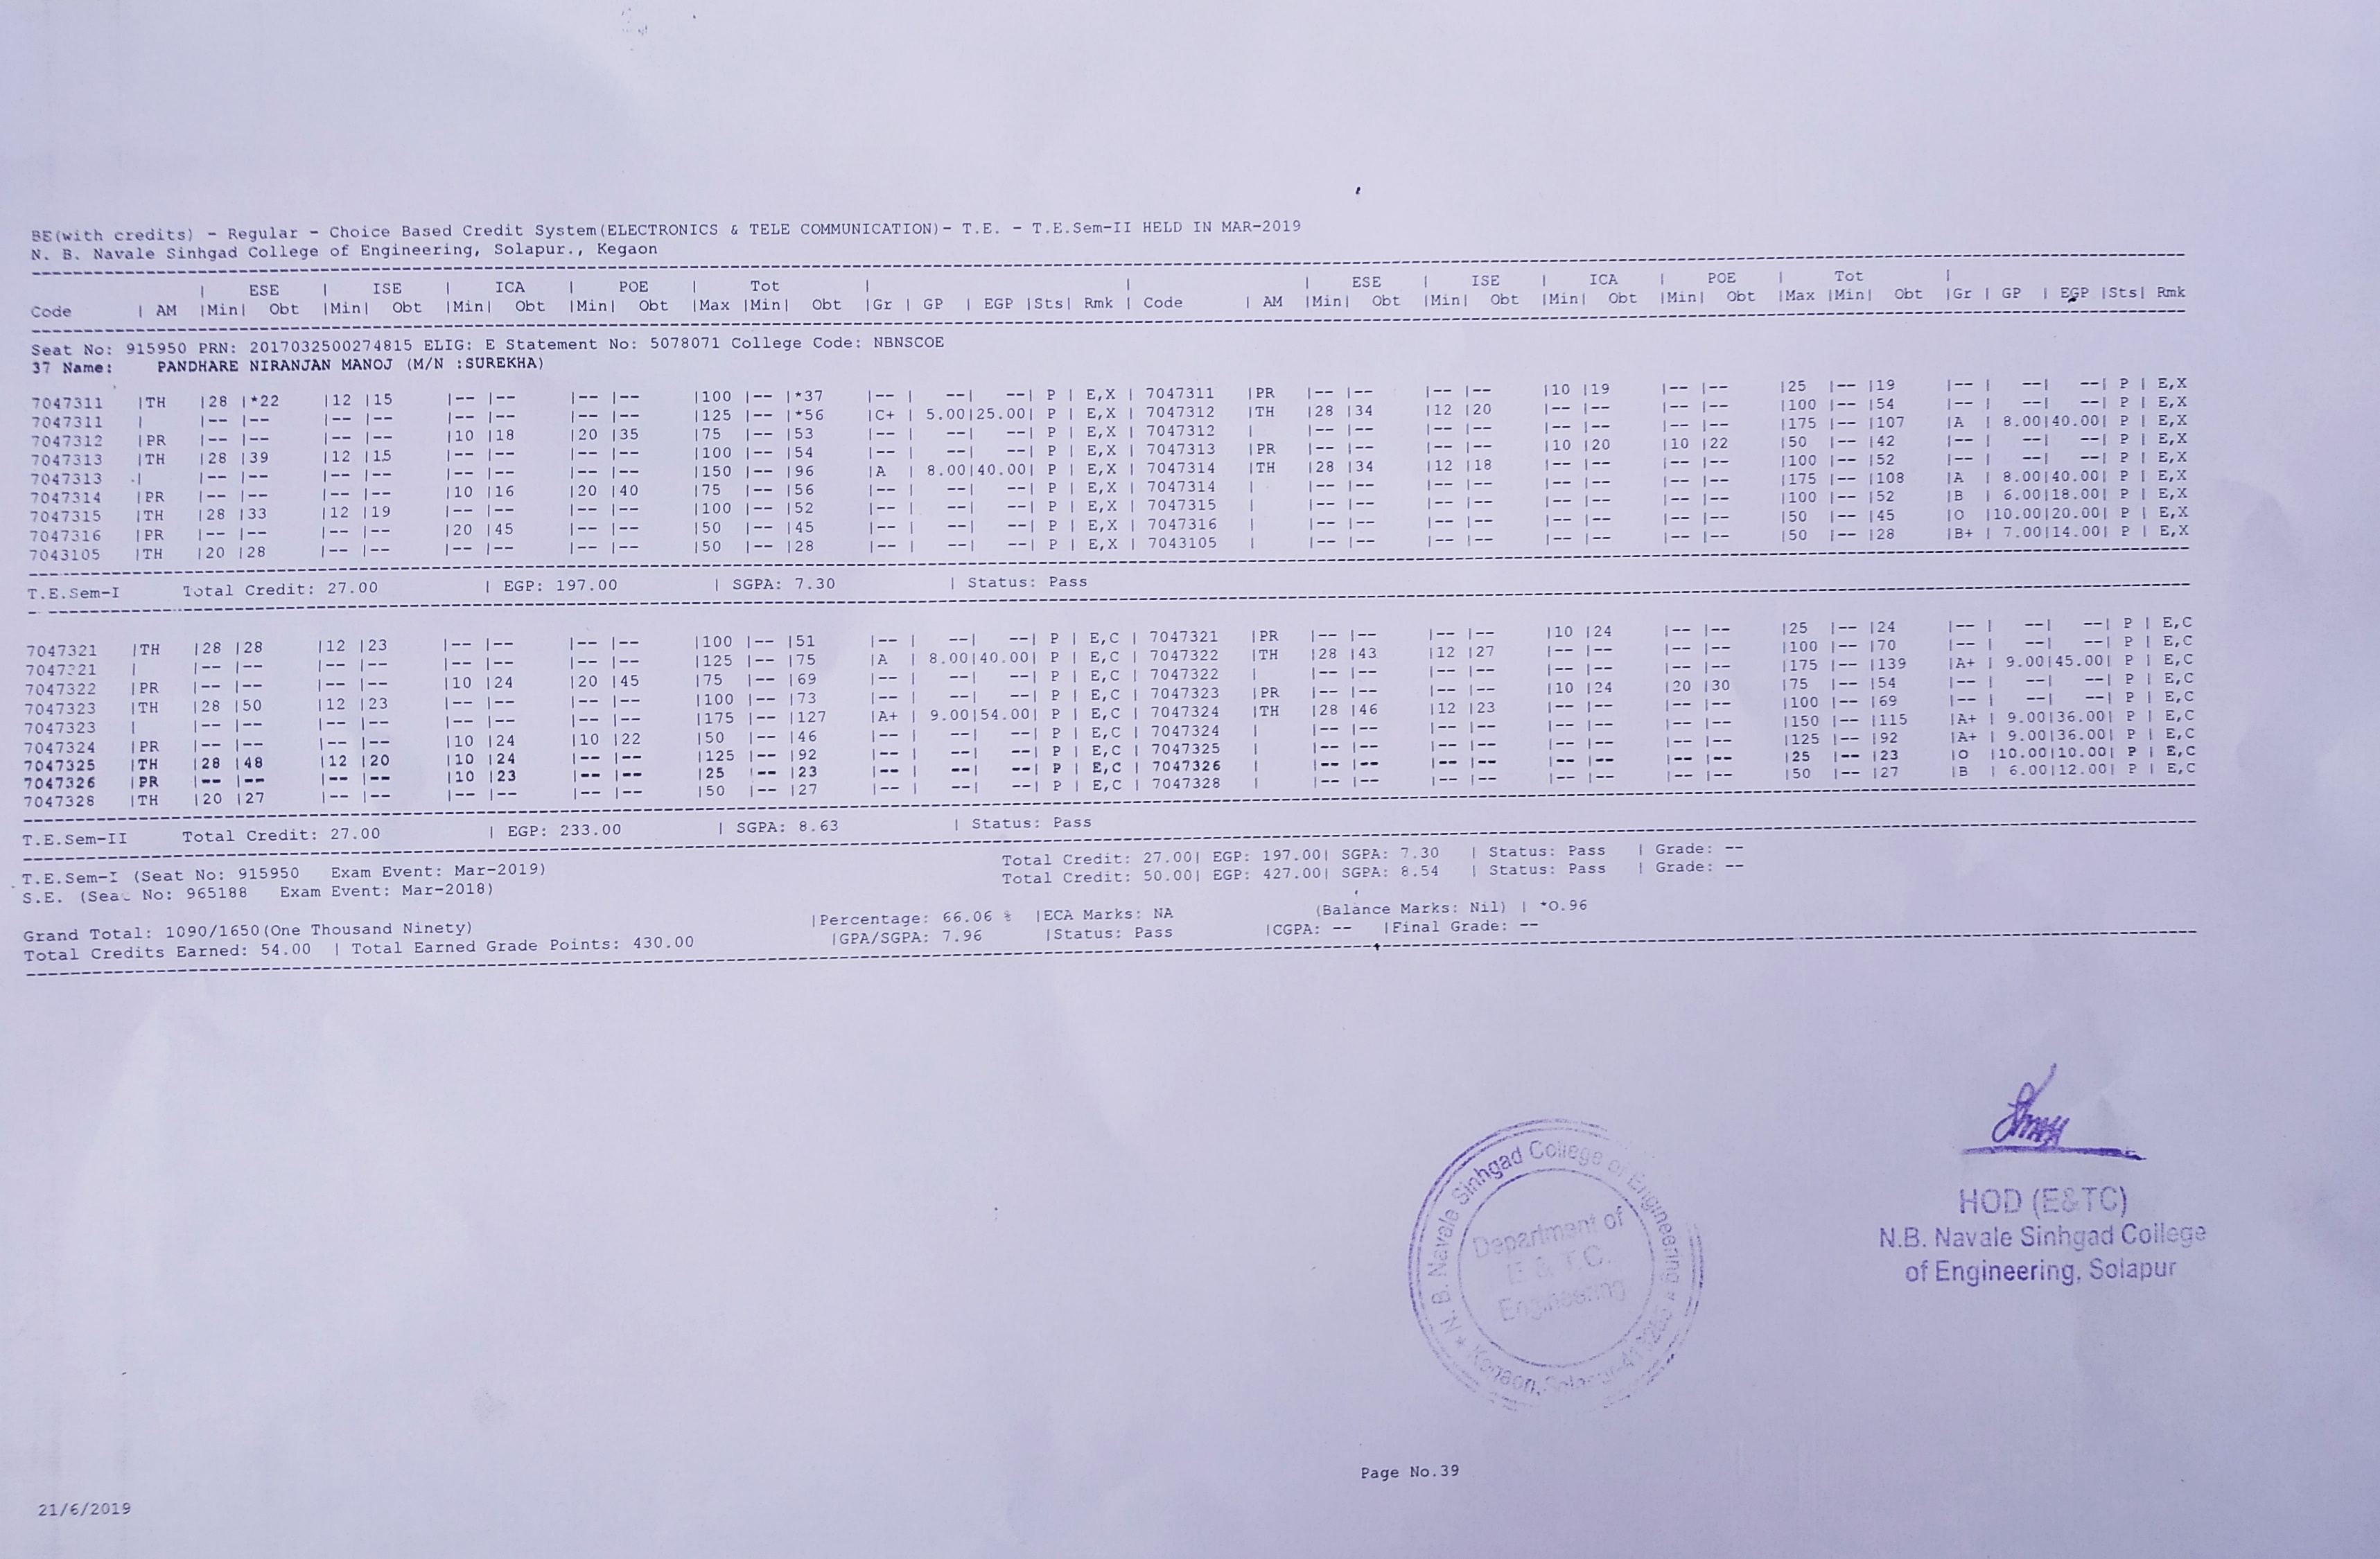 BE(with credits) - Regular - Choice Based Credit System(ELECTRONICS & TELE COMMUNICATION)- T.E. - T.E.Sem-II HELD IN MAR-2019
N. B. Navale Sinhgad College of Engineering, Solapur., Kegaon
| ESE | ISE | ICA | POE | Tot | | | ESE | ISE | ICA | POE | Tot |
Code | AM |Min| Obt |Min| Obt |Min| Obt |Min| Obt |Max |Min| Obt |Gr | GP | EGP |Sts| Rmk | Code | AM |Min| Obt |Min| Obt |Min| Obt |Min| Obt |Max |Min| Obt |Gr | GP | EGP |Sts| Rmk
Seat No: 915950 PRN: 2017032500274815 ELIG: E Statement No: 5078071 College Code: NBNSCOE
37 Name: PANDHARE NIRANJAN MANOJ (M/N :SUREKHA)
7047311 |TH |28 |*22 |12 |15 |-- |-- |-- |-- |100 |-- |*37 |-- | --| --| P | E,X | 7047311 |PR |-- |-- |-- |-- |10 |19 |-- |-- |25 |-- |19 |-- | --| --| P | E,X
7047311 | |-- |-- |-- |-- |-- |-- |-- |-- |125 |-- |*56 |C+ | 5.00|25.00| P | E,X | 7047312 |TH |28 |34 |12 |20 |-- |-- |-- |-- |100 |-- |54 |-- | --| --| P | E,X
7047312 |PR |-- |-- |-- |-- |10 |18 |20 |35 |75 |-- |53 |-- | --| --| P | E,X | 7047312 | |-- |-- |-- |-- |-- |-- |-- |-- |175 |-- |107 |A | 8.00|40.00| P | E,X
7047313 |TH |28 |39 |12 |15 |-- |-- |-- |-- |100 |-- |54 |-- | --| --| P | E,X | 7047313 |PR |-- |-- |-- |-- |10 |20 |10 |22 |50 |-- |42 |-- | --| --| P | E,X
7047313 | |-- |-- |-- |-- |-- |-- |-- |-- |150 |-- |96 |A | 8.00|40.00| P | E,X | 7047314 |TH |28 |34 |12 |18 |-- |-- |-- |-- |100 |-- |52 |-- | --| --| P | E,X
7047314 |PR |-- |-- |-- |-- |10 |16 |20 |40 |75 |-- |56 |-- | --| --| P | E,X | 7047314 | |-- |-- |-- |-- |-- |-- |-- |-- |175 |-- |108 |A | 8.00|40.00| P | E,X
7047315 |TH |28 |33 |12 |19 |-- |-- |-- |-- |100 |-- |52 |-- | --| --| P | E,X | 7047315 | |-- |-- |-- |-- |-- |-- |-- |-- |100 |-- |52 |B | 6.00|18.00| P | E,X
7047316 |PR |-- |-- |-- |-- |20 |45 |-- |-- |50 |-- |45 |-- | --| --| P | E,X | 7047316 | |-- |-- |-- |-- |-- |-- |-- |-- |50 |-- |45 |O |10.00|20.00| P | E,X
7043105 |TH |20 |28 |-- |-- |-- |-- |-- |-- |50 |-- |28 |-- | --| --| P | E,X | 7043105 | |-- |-- |-- |-- |-- |-- |-- |-- |50 |-- |28 |B+ | 7.00|14.00| P | E,X
T.E.Sem-I Total Credit: 27.00 | EGP: 197.00 | SGPA: 7.30 | Status: Pass
7047321 |TH |28 |28 |12 |23 |-- |-- |-- |-- |100 |-- |51 |-- | --| --| P | E,C | 7047321 |PR |-- |-- |-- |-- |10 |24 |-- |-- |25 |-- |24 |-- | --| --| P | E,C
7047321 | |-- |-- |-- |-- |-- |-- |-- |-- |125 |-- |75 |A | 8.00|40.00| P | E,C | 7047322 |TH |28 |43 |12 |27 |-- |-- |-- |-- |100 |-- |70 |-- | --| --| P | E,C
7047322 |PR |-- |-- |-- |-- |10 |24 |20 |45 |75 |-- |69 |-- | --| --| P | E,C | 7047322 | |-- |-- |-- |-- |-- |-- |-- |-- |175 |-- |139 |A+ | 9.00|45.00| P | E,C
7047323 |TH |28 |50 |12 |23 |-- |-- |-- |-- |100 |-- |73 |-- | --| --| P | E,C | 7047323 |PR |-- |-- |-- |-- |10 |24 |20 |30 |75 |-- |54 |-- | --| --| P | E,C
7047323 | |-- |-- |-- |-- |-- |-- |-- |-- |175 |-- |127 |A+ | 9.00|54.00| P | E,C | 7047324 |TH |28 |46 |12 |23 |-- |-- |-- |-- |100 |-- |69 |-- | --| --| P | E,C
7047324 |PR |-- |-- |-- |-- |10 |24 |10 |22 |50 |-- |46 |-- | --| --| P | E,C | 7047324 | |-- |-- |-- |-- |-- |-- |-- |-- |150 |-- |115 |A+ | 9.00|36.00| P | E,C
7047325 |TH |28 |48 |12 |20 |10 |24 |-- |-- |125 |-- |92 |-- | --| --| P | E,C | 7047325 | |-- |-- |-- |-- |-- |-- |-- |-- |125 |-- |92 |A+ | 9.00|36.00| P | E,C
7047326 |PR |-- |-- |-- |-- |10 |23 |-- |-- |25 |-- |23 |-- | --| --| P | E,C | 7047326 | |-- |-- |-- |-- |-- |-- |-- |-- |25 |-- |23 |O |10.00|10.00| P | E,C
7047328 |TH |20 |27 |-- |-- |-- |-- |-- |-- |50 |-- |27 |-- | --| --| P | E,C | 7047328 | |-- |-- |-- |-- |-- |-- |-- |-- |50 |-- |27 |B | 6.00|12.00| P | E,C
T.E.Sem-II Total Credit: 27.00 | EGP: 233.00 | SGPA: 8.63 | Status: Pass
T.E.Sem-I (Seat No: 915950 Exam Event: Mar-2019) Total Credit: 27.00| EGP: 197.00| SGPA: 7.30 | Status: Pass | Grade: --
S.E. (Seat No: 965188 Exam Event: Mar-2018) Total Credit: 50.00| EGP: 427.00| SGPA: 8.54 | Status: Pass | Grade: --
Grand Total: 1090/1650(One Thousand Ninety) |Percentage: 66.06 % |ECA Marks: NA (Balance Marks: Nil) | *0.96
Total Credits Earned: 54.00 | Total Earned Grade Points: 430.00 |GPA/SGPA: 7.96 |Status: Pass |CGPA: -- |Final Grade: --
N. B. Navale Sinhgad College of Engineering
Department of
E & T.C.
Engineering
Kegaon,
HOD (E&TC)
N.B. Navale Sinhgad College
of Engineering, Solapur
Page No.39
21/6/2019